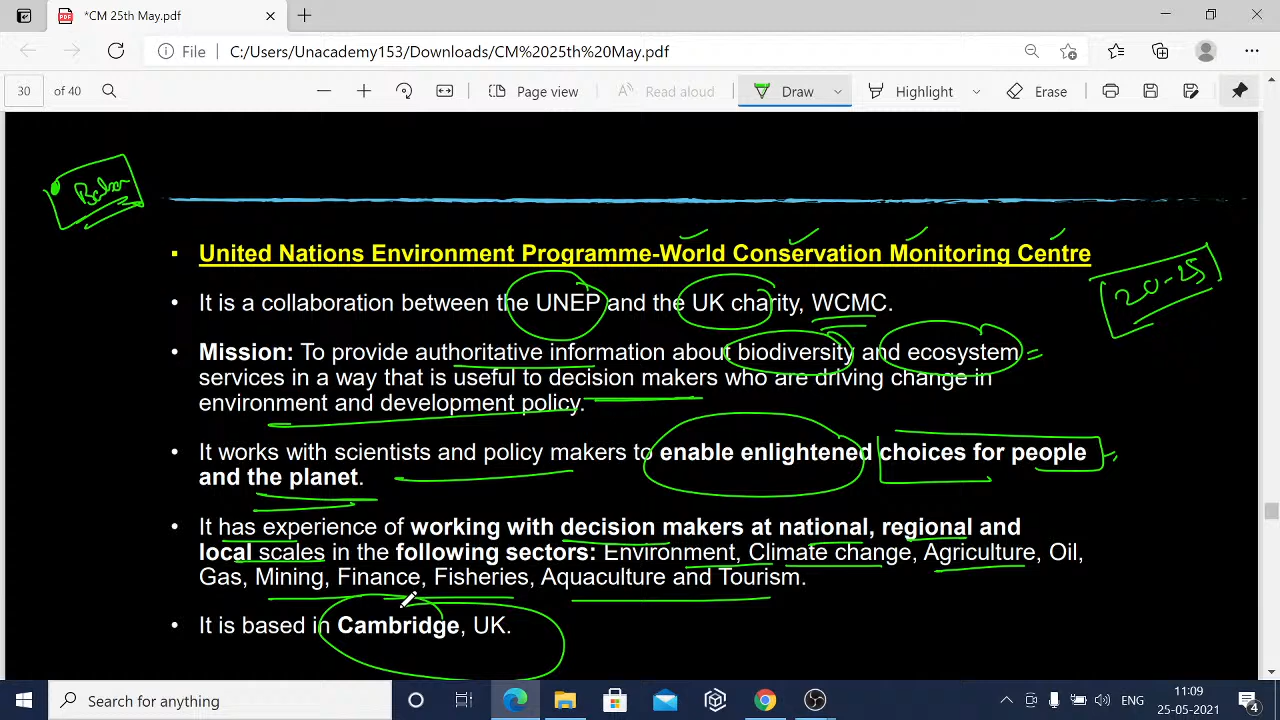 *CM 25th May.pdf
File C:/Users/Unacademy153/Downloads/CM%2025th%20May.pdf
30 of 40 Page view Read aloud Draw Highlight Erase
▪ United Nations Environment Programme-World Conservation Monitoring Centre
20-25
• It is a collaboration between the UNEP and the UK charity, WCMC.
• Mission: To provide authoritative information about biodiversity and ecosystem
services in a way that is useful to decision makers who are driving change in
environment and development policy.
• It works with scientists and policy makers to enable enlightened choices for people
and the planet.
• It has experience of working with decision makers at national, regional and
local scales in the following sectors: Environment, Climate change, Agriculture, Oil,
Gas, Mining, Finance, Fisheries, Aquaculture and Tourism.
• It is based in Cambridge, UK.
Search for anything
ENG
11:09
25-05-2021
4